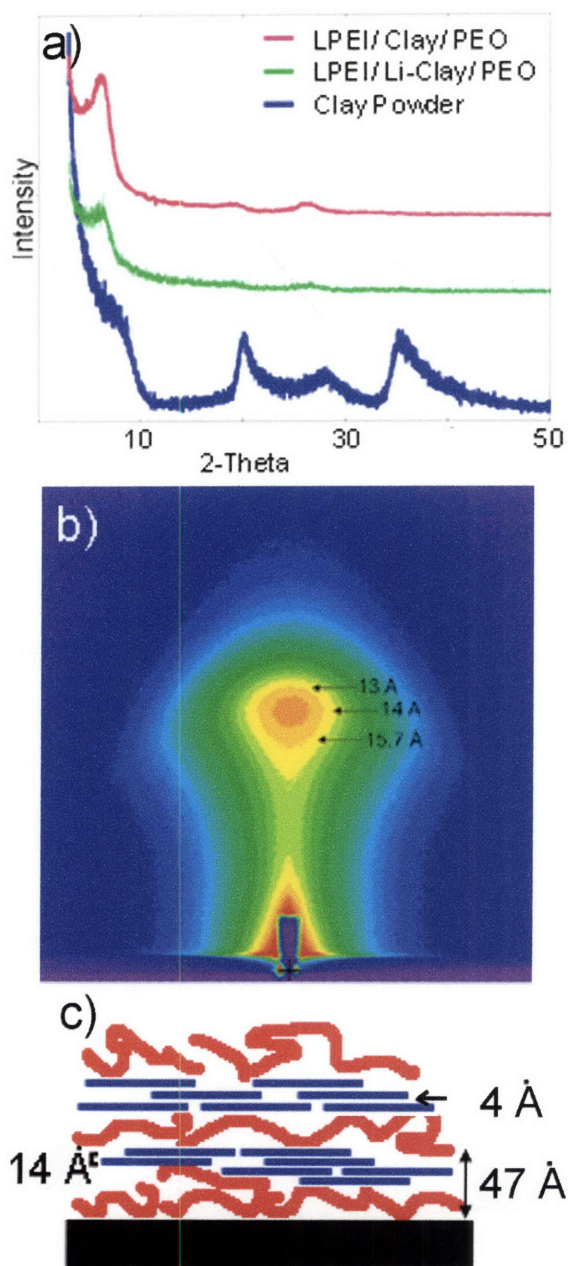 a)
LPEI/Clay/PEO
LPEI/Li-Clay/PEO
Clay Powder
Intensity
10 30 50
2-Theta
b)
13 Å
14 Å
15.7 Å
c)
4 Å
14 Å
47 Å